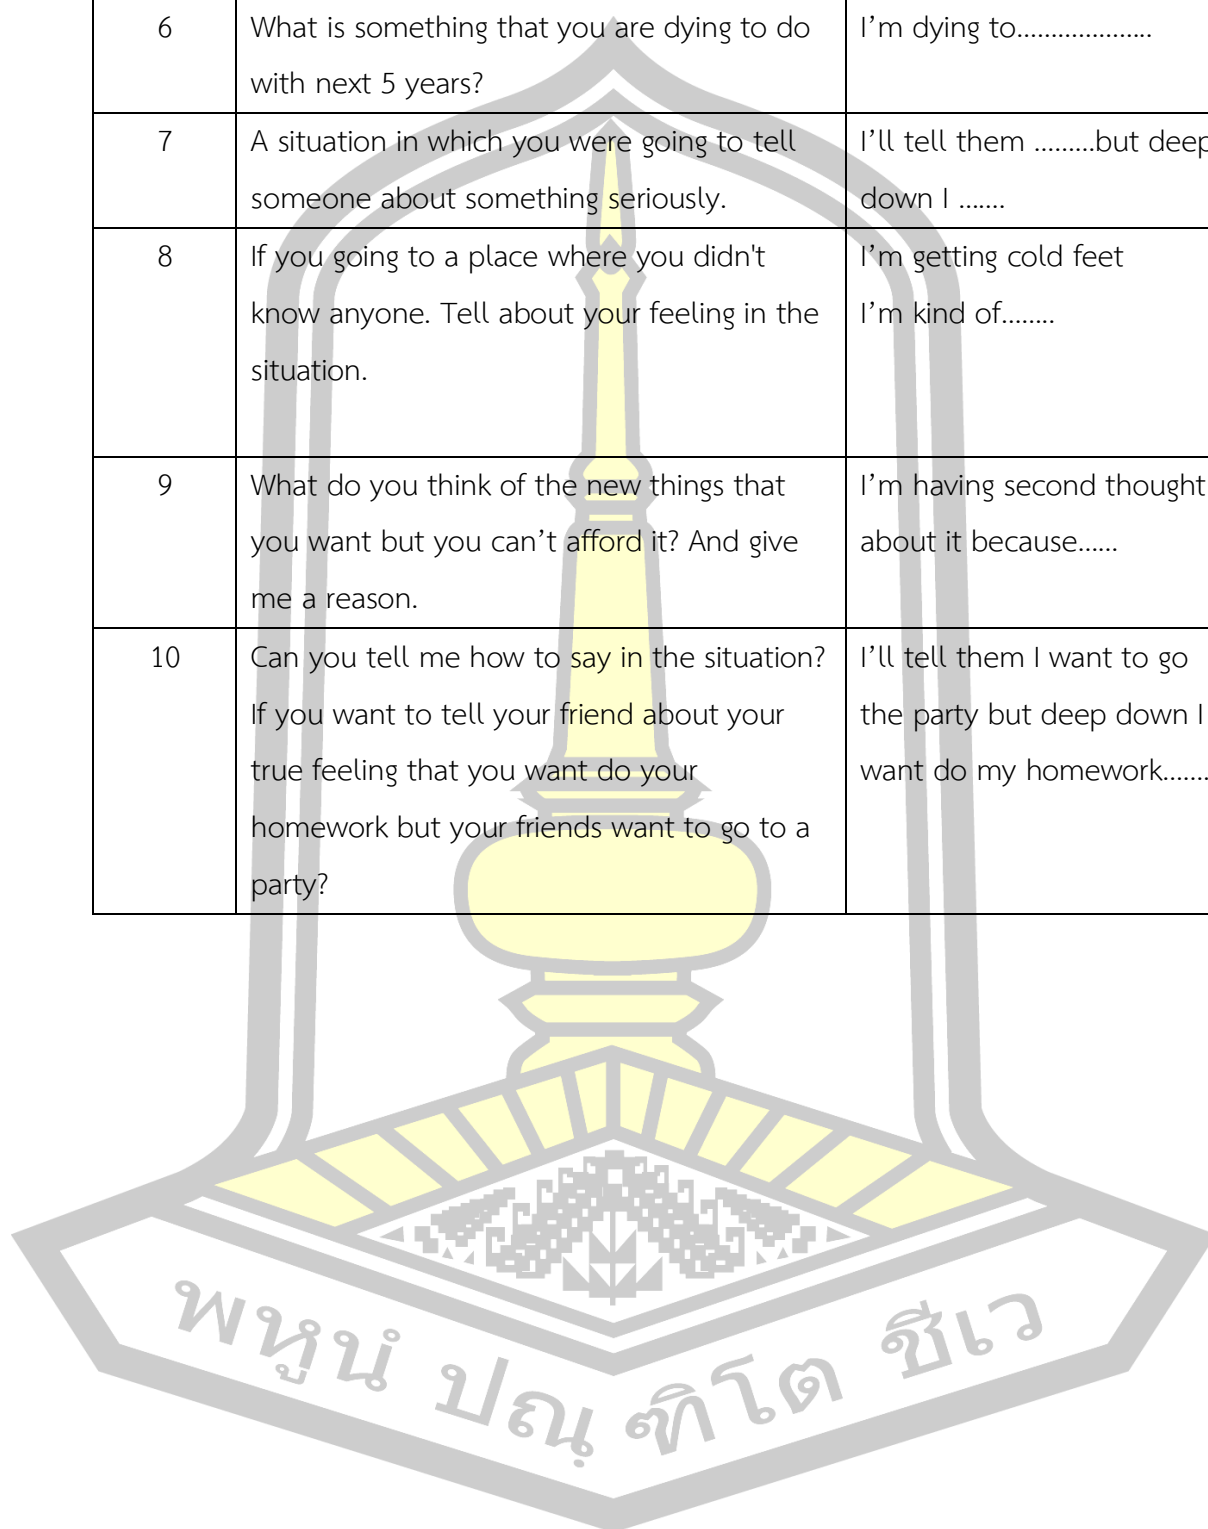 6
What is something that you are dying to do
with next 5 years?
I’m dying to....................
7
A situation in which you were going to tell
someone about something seriously.
I’ll tell them .........but deep
down I .......
8
If you going to a place where you didn't
know anyone. Tell about your feeling in the
situation.
I’m getting cold feet
I’m kind of........
9
What do you think of the new things that
you want but you can’t afford it? And give
me a reason.
I’m having second thought
about it because......
10
Can you tell me how to say in the situation?
If you want to tell your friend about your
true feeling that you want do your
homework but your friends want to go to a
party?
I’ll tell them I want to go
the party but deep down I
want do my homework.......
พหูนํ ปณฺฑิโต ชีเว